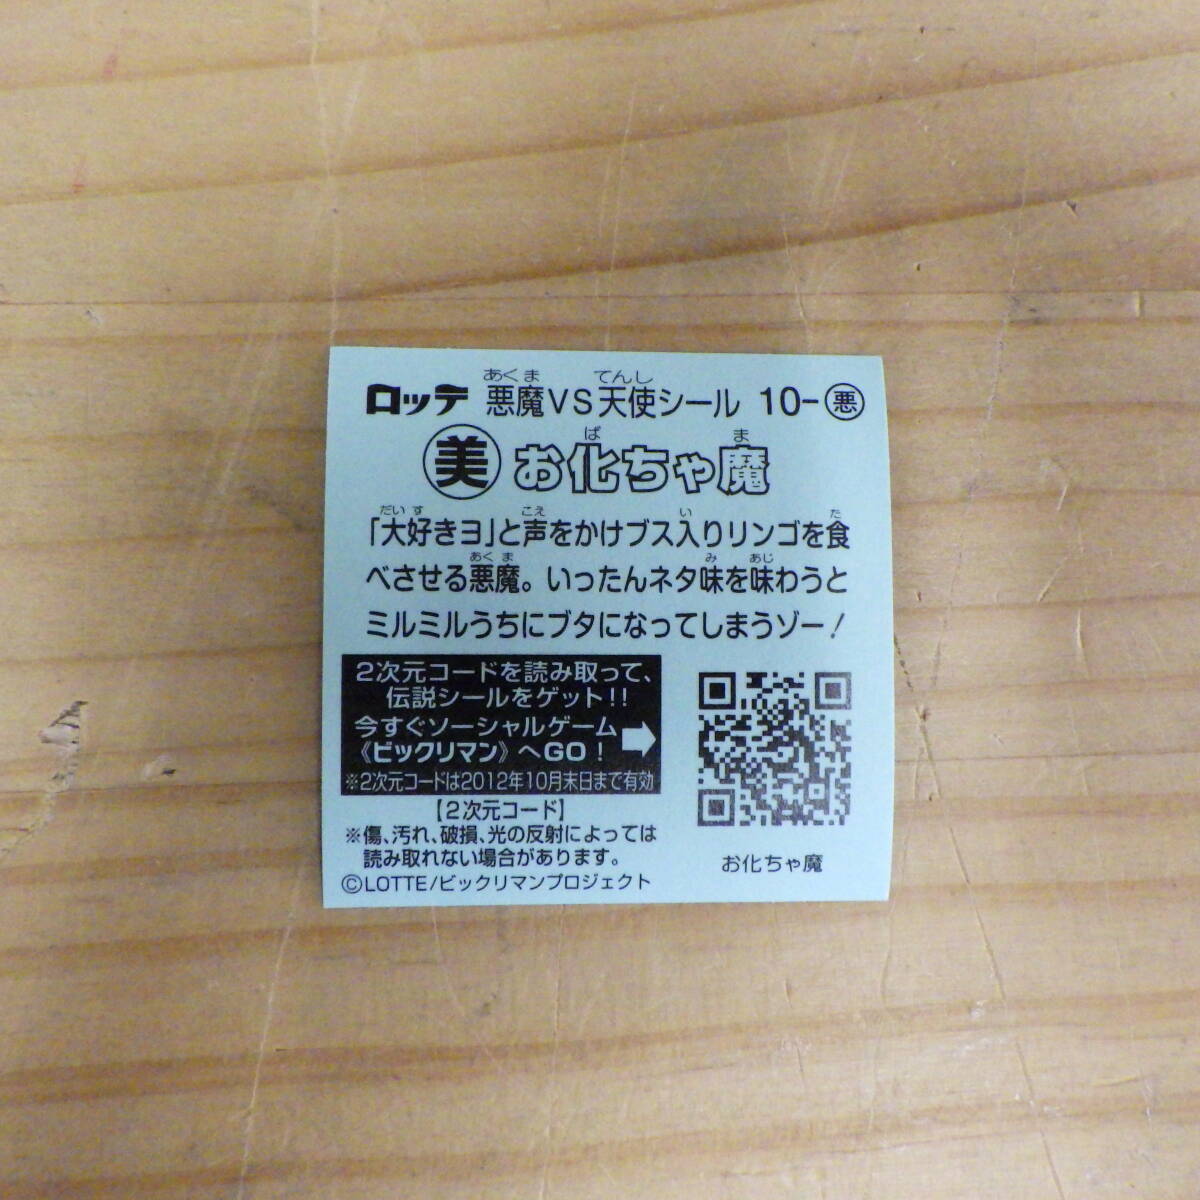 ロッテ 悪魔VS天使シール 10-悪
あくま てんし
美 お化ちゃ魔
ば ま
「大好きヨ」と声をかけブス入りリンゴを食
だいす こえ い た
べさせる悪魔。いったんネタ味を味わうと
あくま み あじ
ミルミルうちにブタになってしまうゾー！
2次元コードを読み取って、
伝説シールをゲット!!
今すぐソーシャルゲーム
《ビックリマン》へGO！
※2次元コードは2012年10月末日まで有効
【2次元コード】
※傷、汚れ、破損、光の反射によっては
読み取れない場合があります。
©LOTTE/ビックリマンプロジェクト
お化ちゃ魔